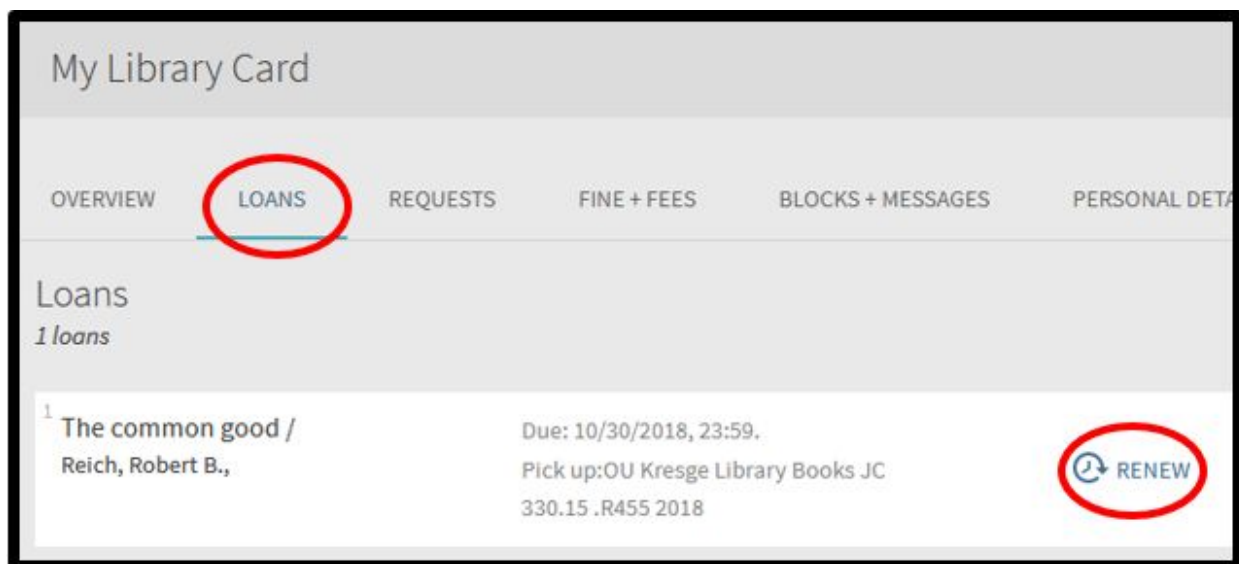 My Library Card
OVERVIEW LOANS REQUESTS FINE + FEES BLOCKS + MESSAGES PERSONAL DETA
Loans
1 loans
1
The common good /
Reich, Robert B.,
Due: 10/30/2018, 23:59.
Pick up:OU Kresge Library Books JC
330.15 .R455 2018
RENEW